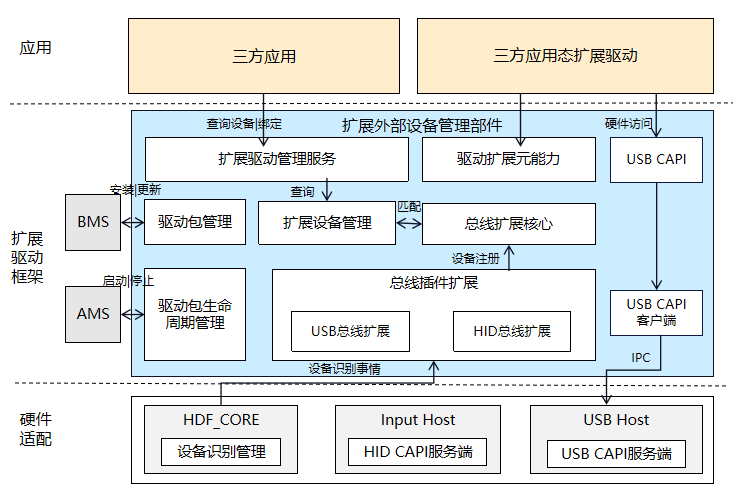 应用
三方应用
三方应用态扩展驱动
查询设备|绑定
扩展外部设备管理部件
硬件访问
扩展驱动管理服务
驱动扩展元能力
USB CAPI
安装|更新
查询
匹配
BMS
驱动包管理
扩展设备管理
总线扩展核心
扩展
驱动
框架
设备注册
启动|停止
总线插件扩展
AMS
驱动包生命
周期管理
USB总线扩展
HID总线扩展
USB CAPI
客户端
设备识别事情
IPC
硬件
适配
HDF_CORE
设备识别管理
Input Host
HID CAPI服务端
USB Host
USB CAPI服务端